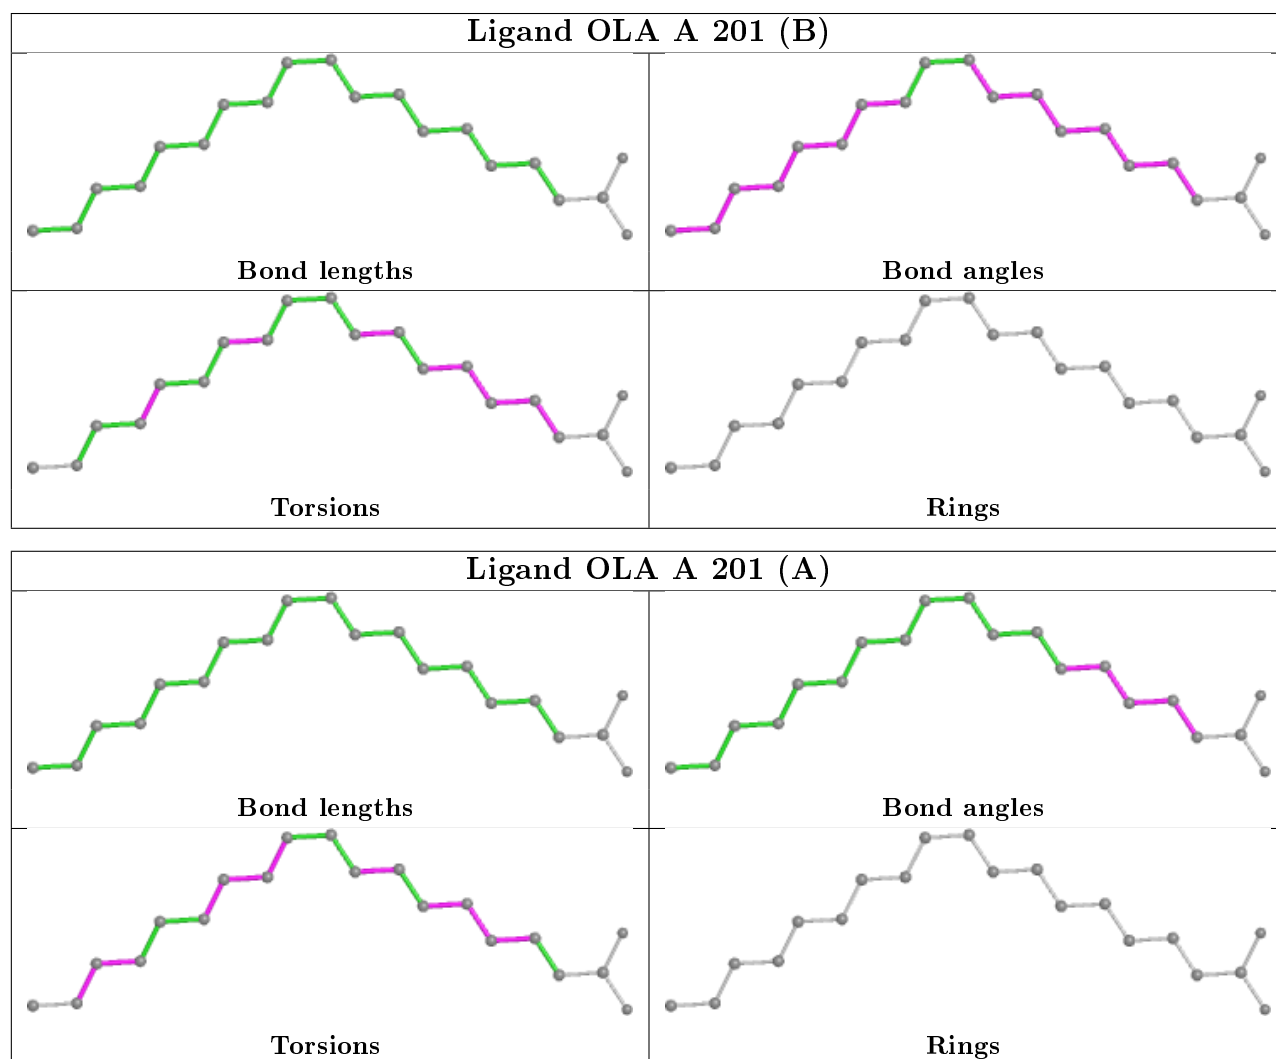 Ligand OLA A 201 (B)
Bond lengths
Bond angles
Torsions
Rings
Ligand OLA A 201 (A)
Bond lengths
Bond angles
Torsions
Rings